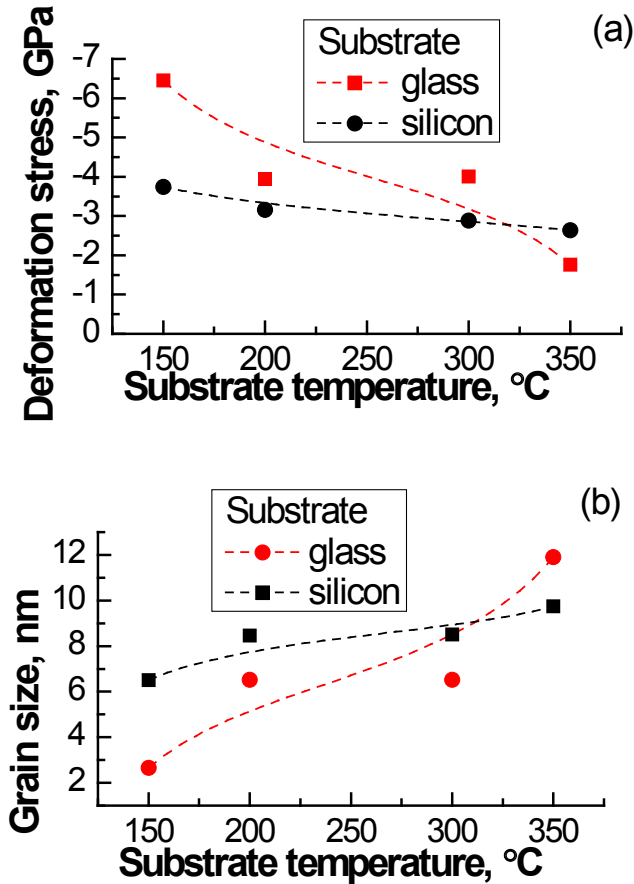 (a)
Substrate
glass
silicon
Deformation stress, GPa
-7
-6
-5
-4
-3
-2
-1
0
150 200 250 300 350
Substrate temperature, °C
(b)
Substrate
glass
silicon
Grain size, nm
12
10
8
6
4
2
150 200 250 300 350
Substrate temperature, °C